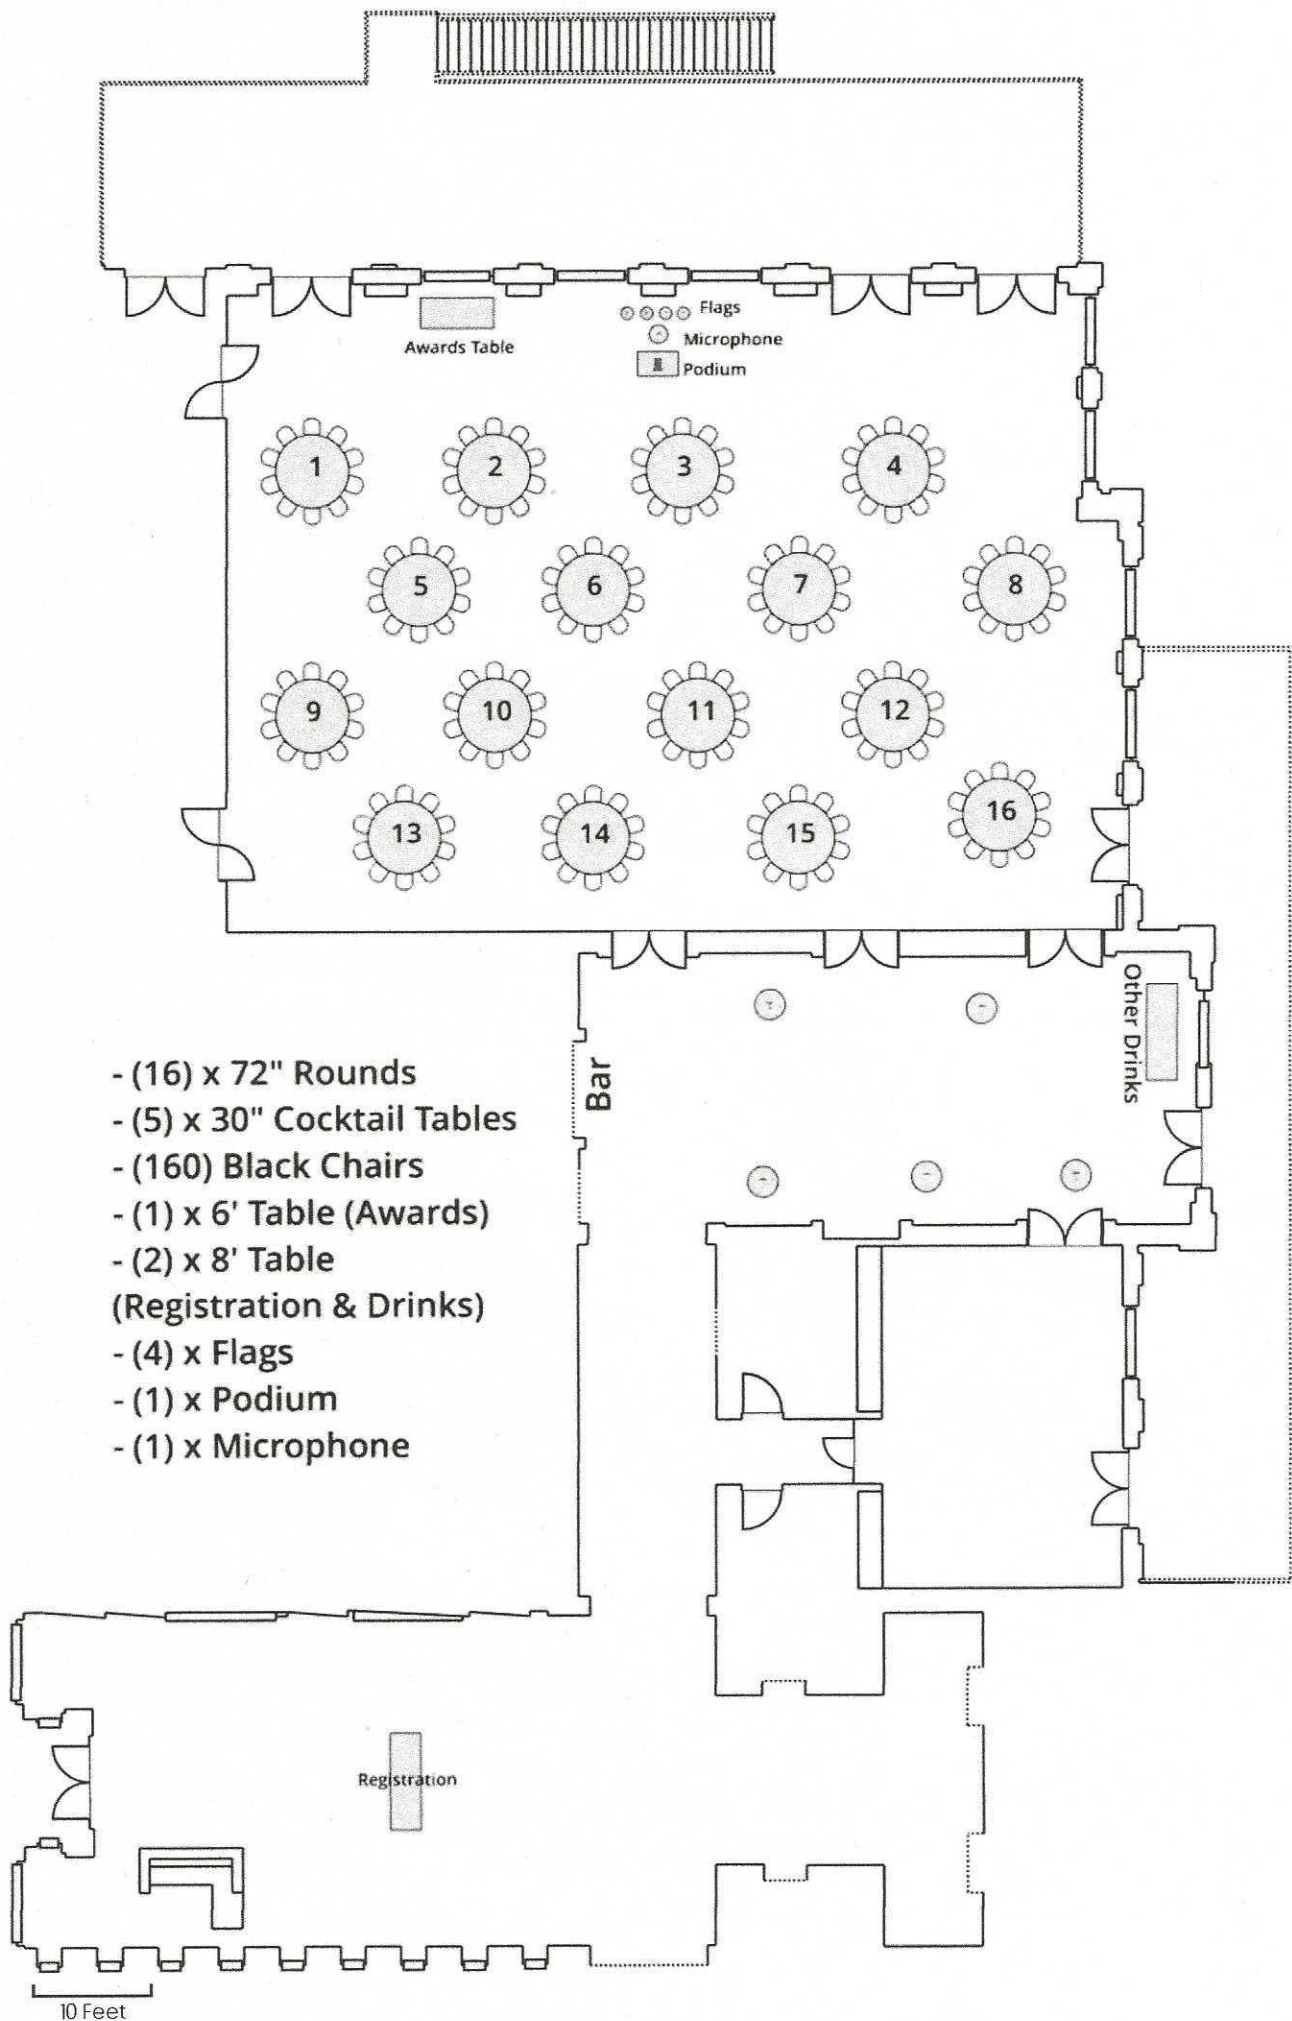 Flags
Microphone
Awards Table
Podium
1
2
3
4
5
6
7
8
9
10
11
12
13
14
15
16
Other Drinks
Bar
- (16) x 72" Rounds
- (5) x 30" Cocktail Tables
- (160) Black Chairs
- (1) x 6' Table (Awards)
- (2) x 8' Table
(Registration & Drinks)
- (4) x Flags
- (1) x Podium
- (1) x Microphone
Registration
10 Feet